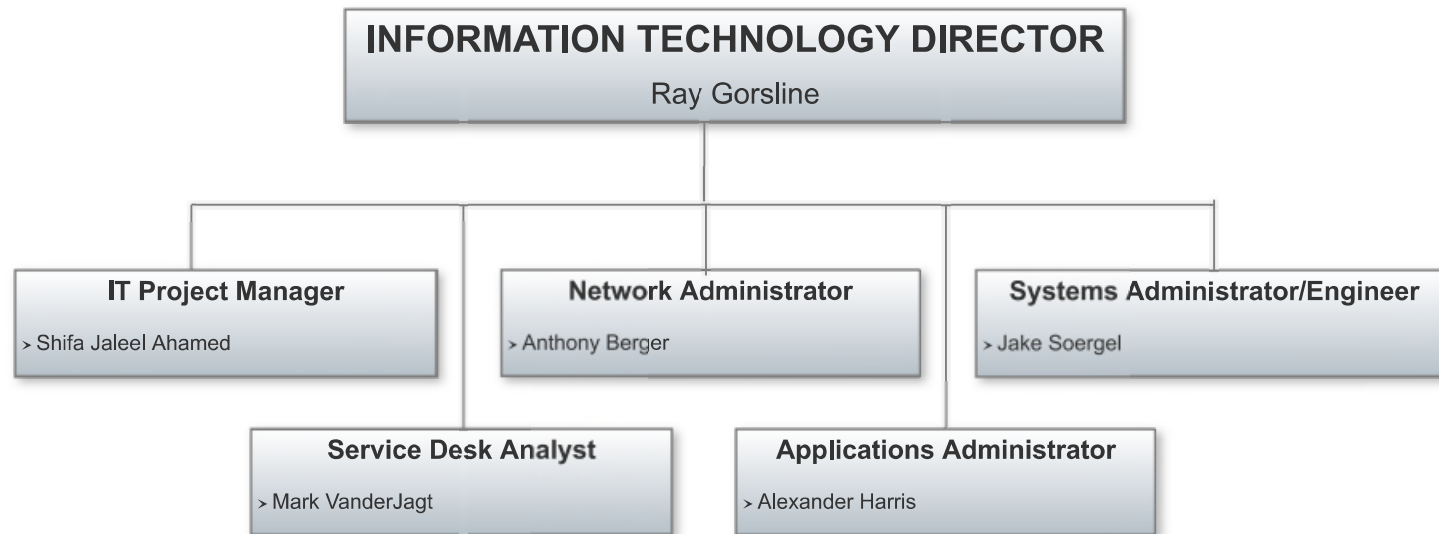 INFORMATION TECHNOLOGY DIRECTOR
Ray Gorsline
IT Project Manager
> Shifa Jaleel Ahamed
Network Administrator
> Anthony Berger
Systems Administrator/Engineer
> Jake Soergel
Service Desk Analyst
> Mark VanderJagt
Applications Administrator
> Alexander Harris